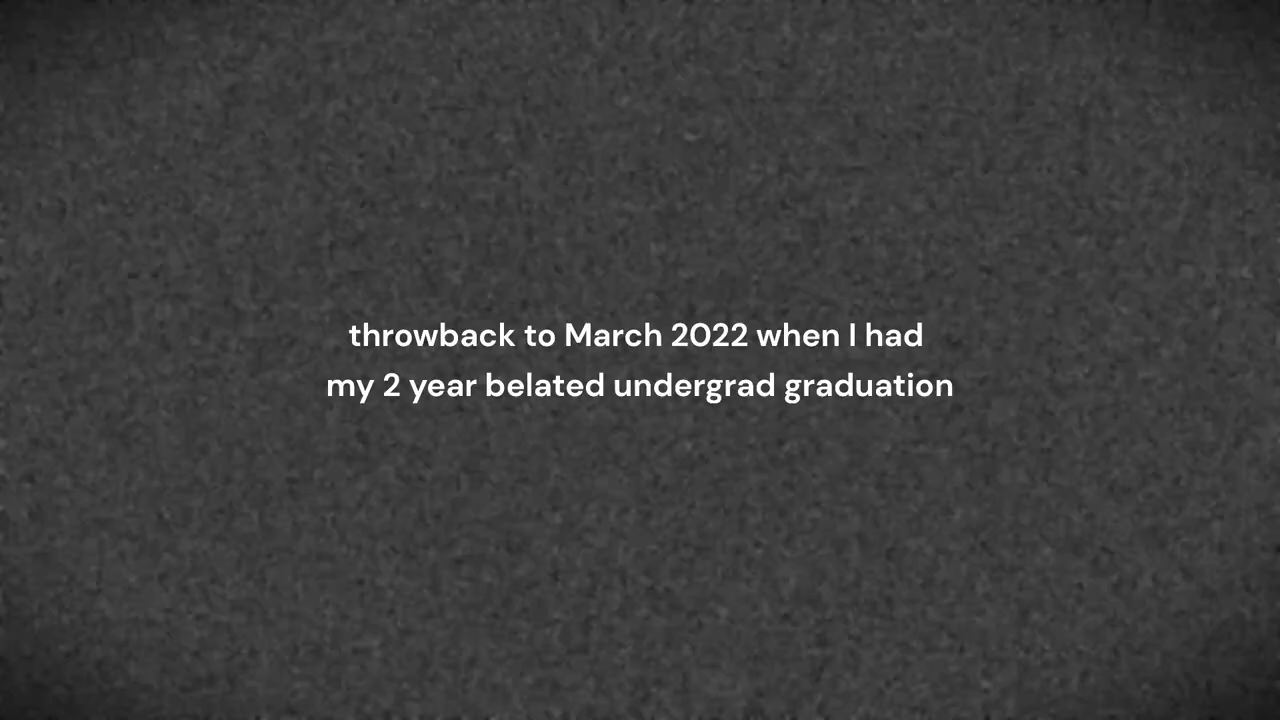 throwback to March 2022 when I had
my 2 year belated undergrad graduation